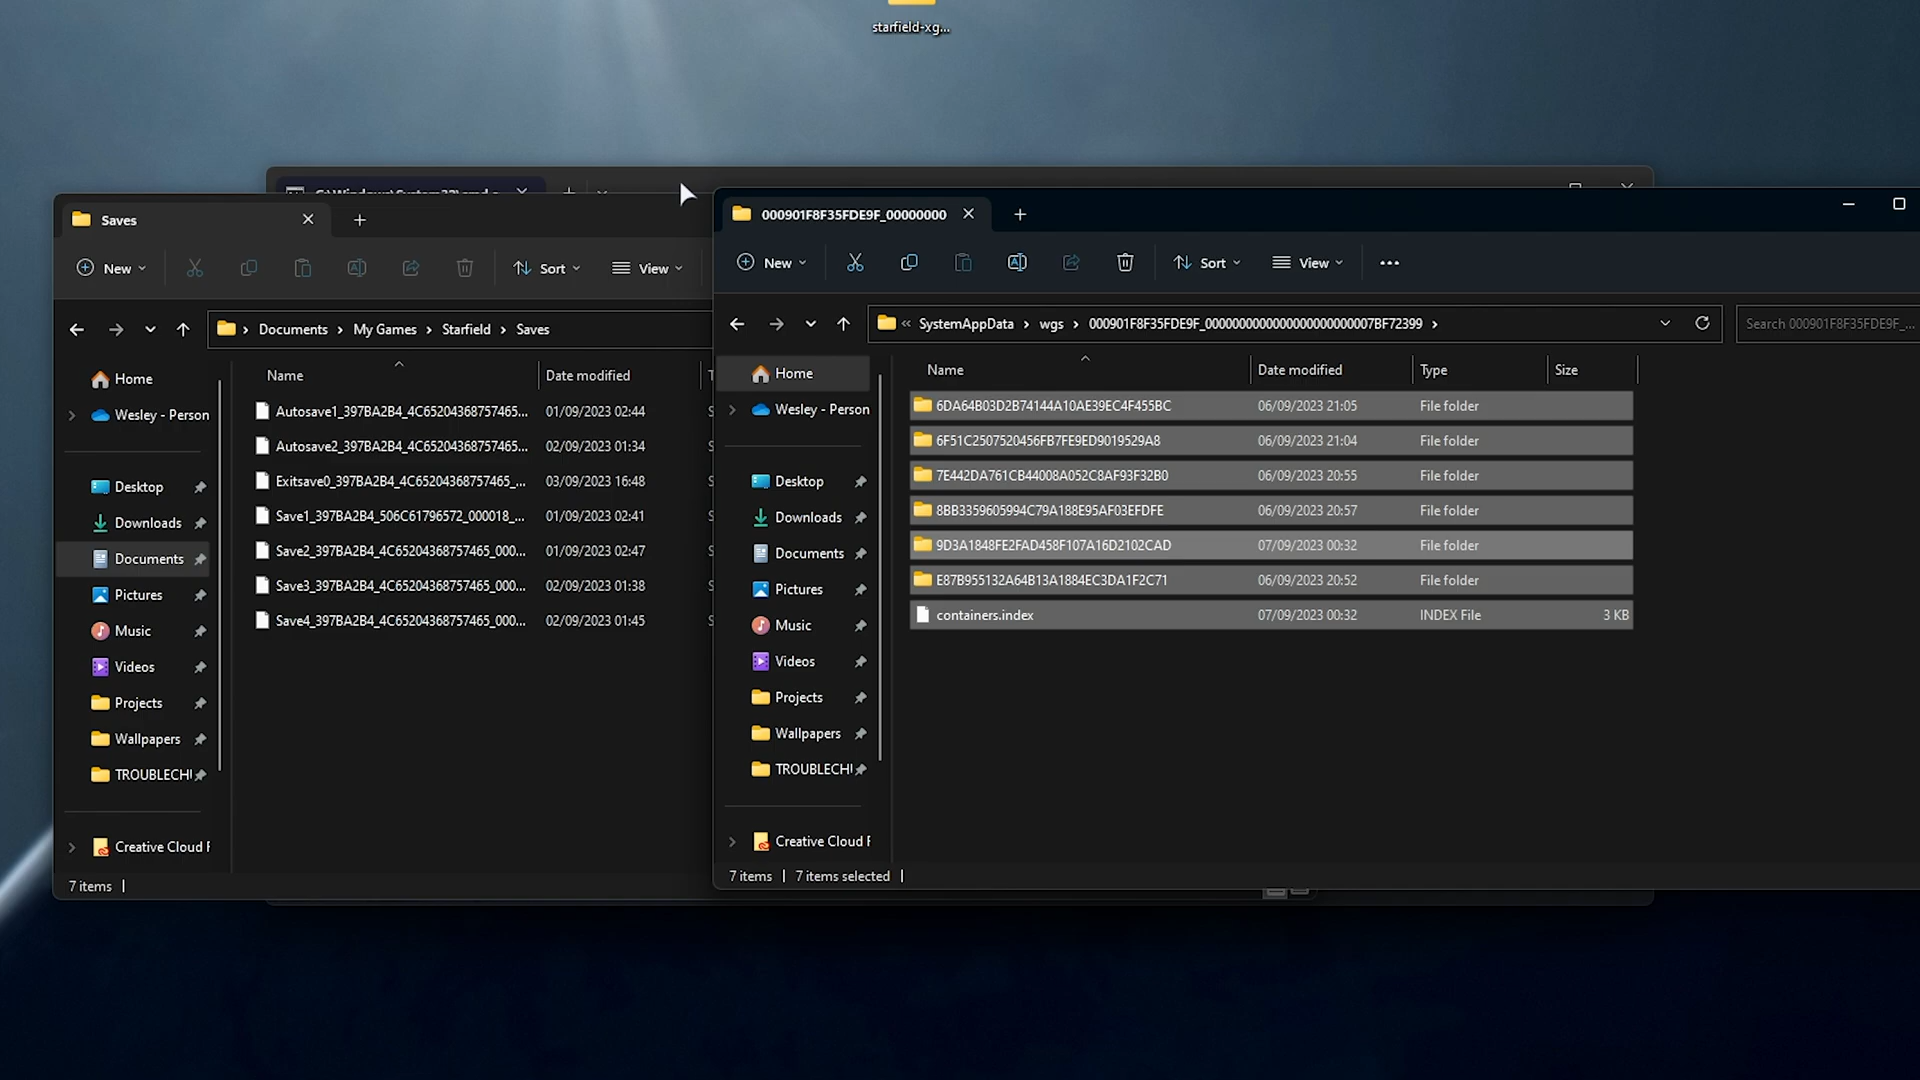 starfield-xg...
C:\Windows\System32\cmd.e
Saves
New
Sort
View
Documents
My Games
Starfield
Saves
Name
Date modified
Home
Autosave1_397BA2B4_4C65204368757465... 01/09/2023 02:44
Wesley - Person
Autosave2_397BA2B4_4C65204368757465... 02/09/2023 01:34
Exitsave0_397BA2B4_4C65204368757465_... 03/09/2023 16:48
Desktop
Save1_397BA2B4_506C61796572_000018_... 01/09/2023 02:41
Downloads
Save2_397BA2B4_4C65204368757465_000... 01/09/2023 02:47
Documents
Save3_397BA2B4_4C65204368757465_000... 02/09/2023 01:38
Pictures
Save4_397BA2B4_4C65204368757465_000... 02/09/2023 01:45
Music
Videos
Projects
Wallpapers
TROUBLECHU
Creative Cloud F
7 items
000901F8F35FDE9F_00000000
New
Sort
View
SystemAppData
wgs
000901F8F35FDE9F_0000000000000000000000007BF72399
Search 000901F8F35FDE9F_...
Name
Date modified
Type
Size
Home
6DA64B03D2B74144A10AE39EC4F455BC 06/09/2023 21:05 File folder
Wesley - Person
6F51C2507520456FB7FE9ED9019529A8 06/09/2023 21:04 File folder
7E442DA761CB44008A052C8AF93F32B0 06/09/2023 20:55 File folder
Desktop
8BB3359605994C79A188E95AF03EFDFE 06/09/2023 20:57 File folder
Downloads
9D3A1848FE2FAD458F107A16D2102CAD 07/09/2023 00:32 File folder
Documents
E87B955132A64B13A1884EC3DA1F2C71 06/09/2023 20:52 File folder
Pictures
containers.index 07/09/2023 00:32 INDEX File 3 KB
Music
Videos
Projects
Wallpapers
TROUBLECHU
Creative Cloud F
7 items
7 items selected